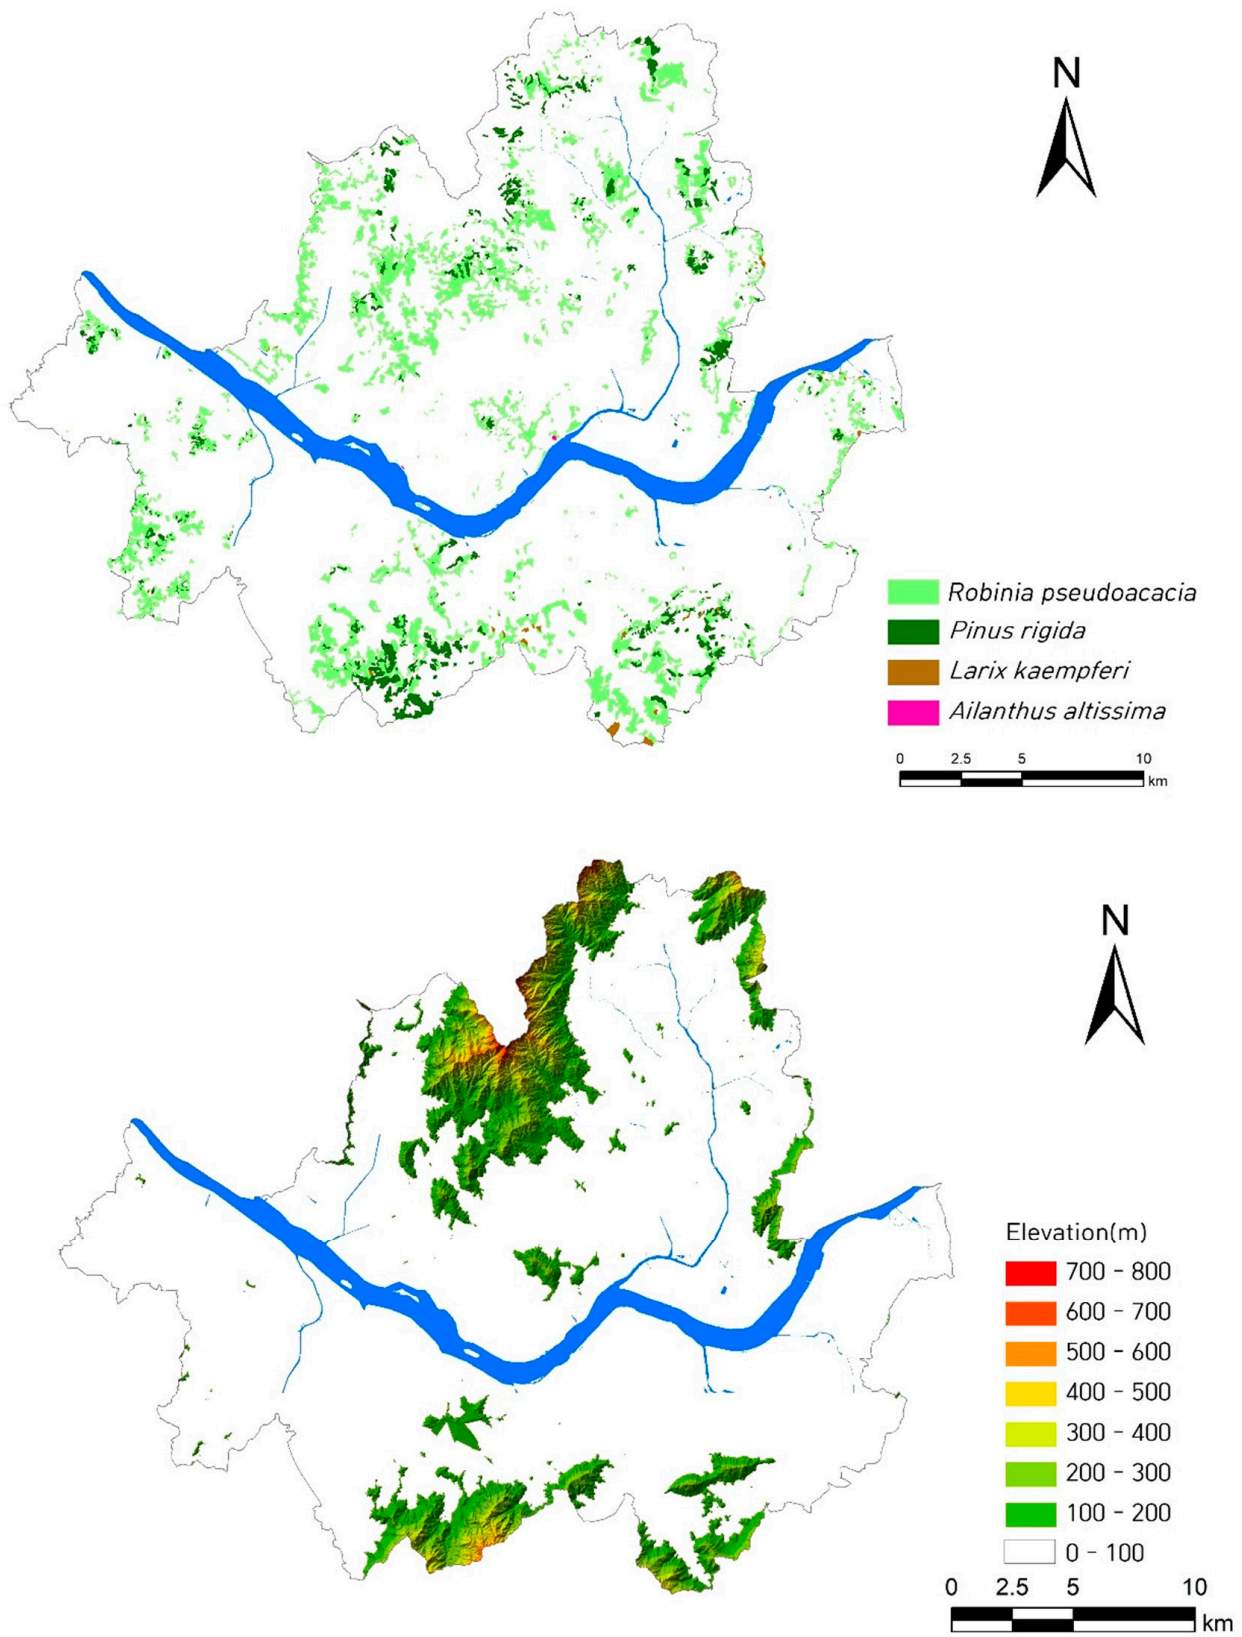 N
Robinia pseudoacacia
Pinus rigida
Larix kaempferi
Ailanthus altissima
0 2.5 5 10
km
N
Elevation(m)
700 - 800
600 - 700
500 - 600
400 - 500
300 - 400
200 - 300
100 - 200
0 - 100
0 2.5 5 10
km